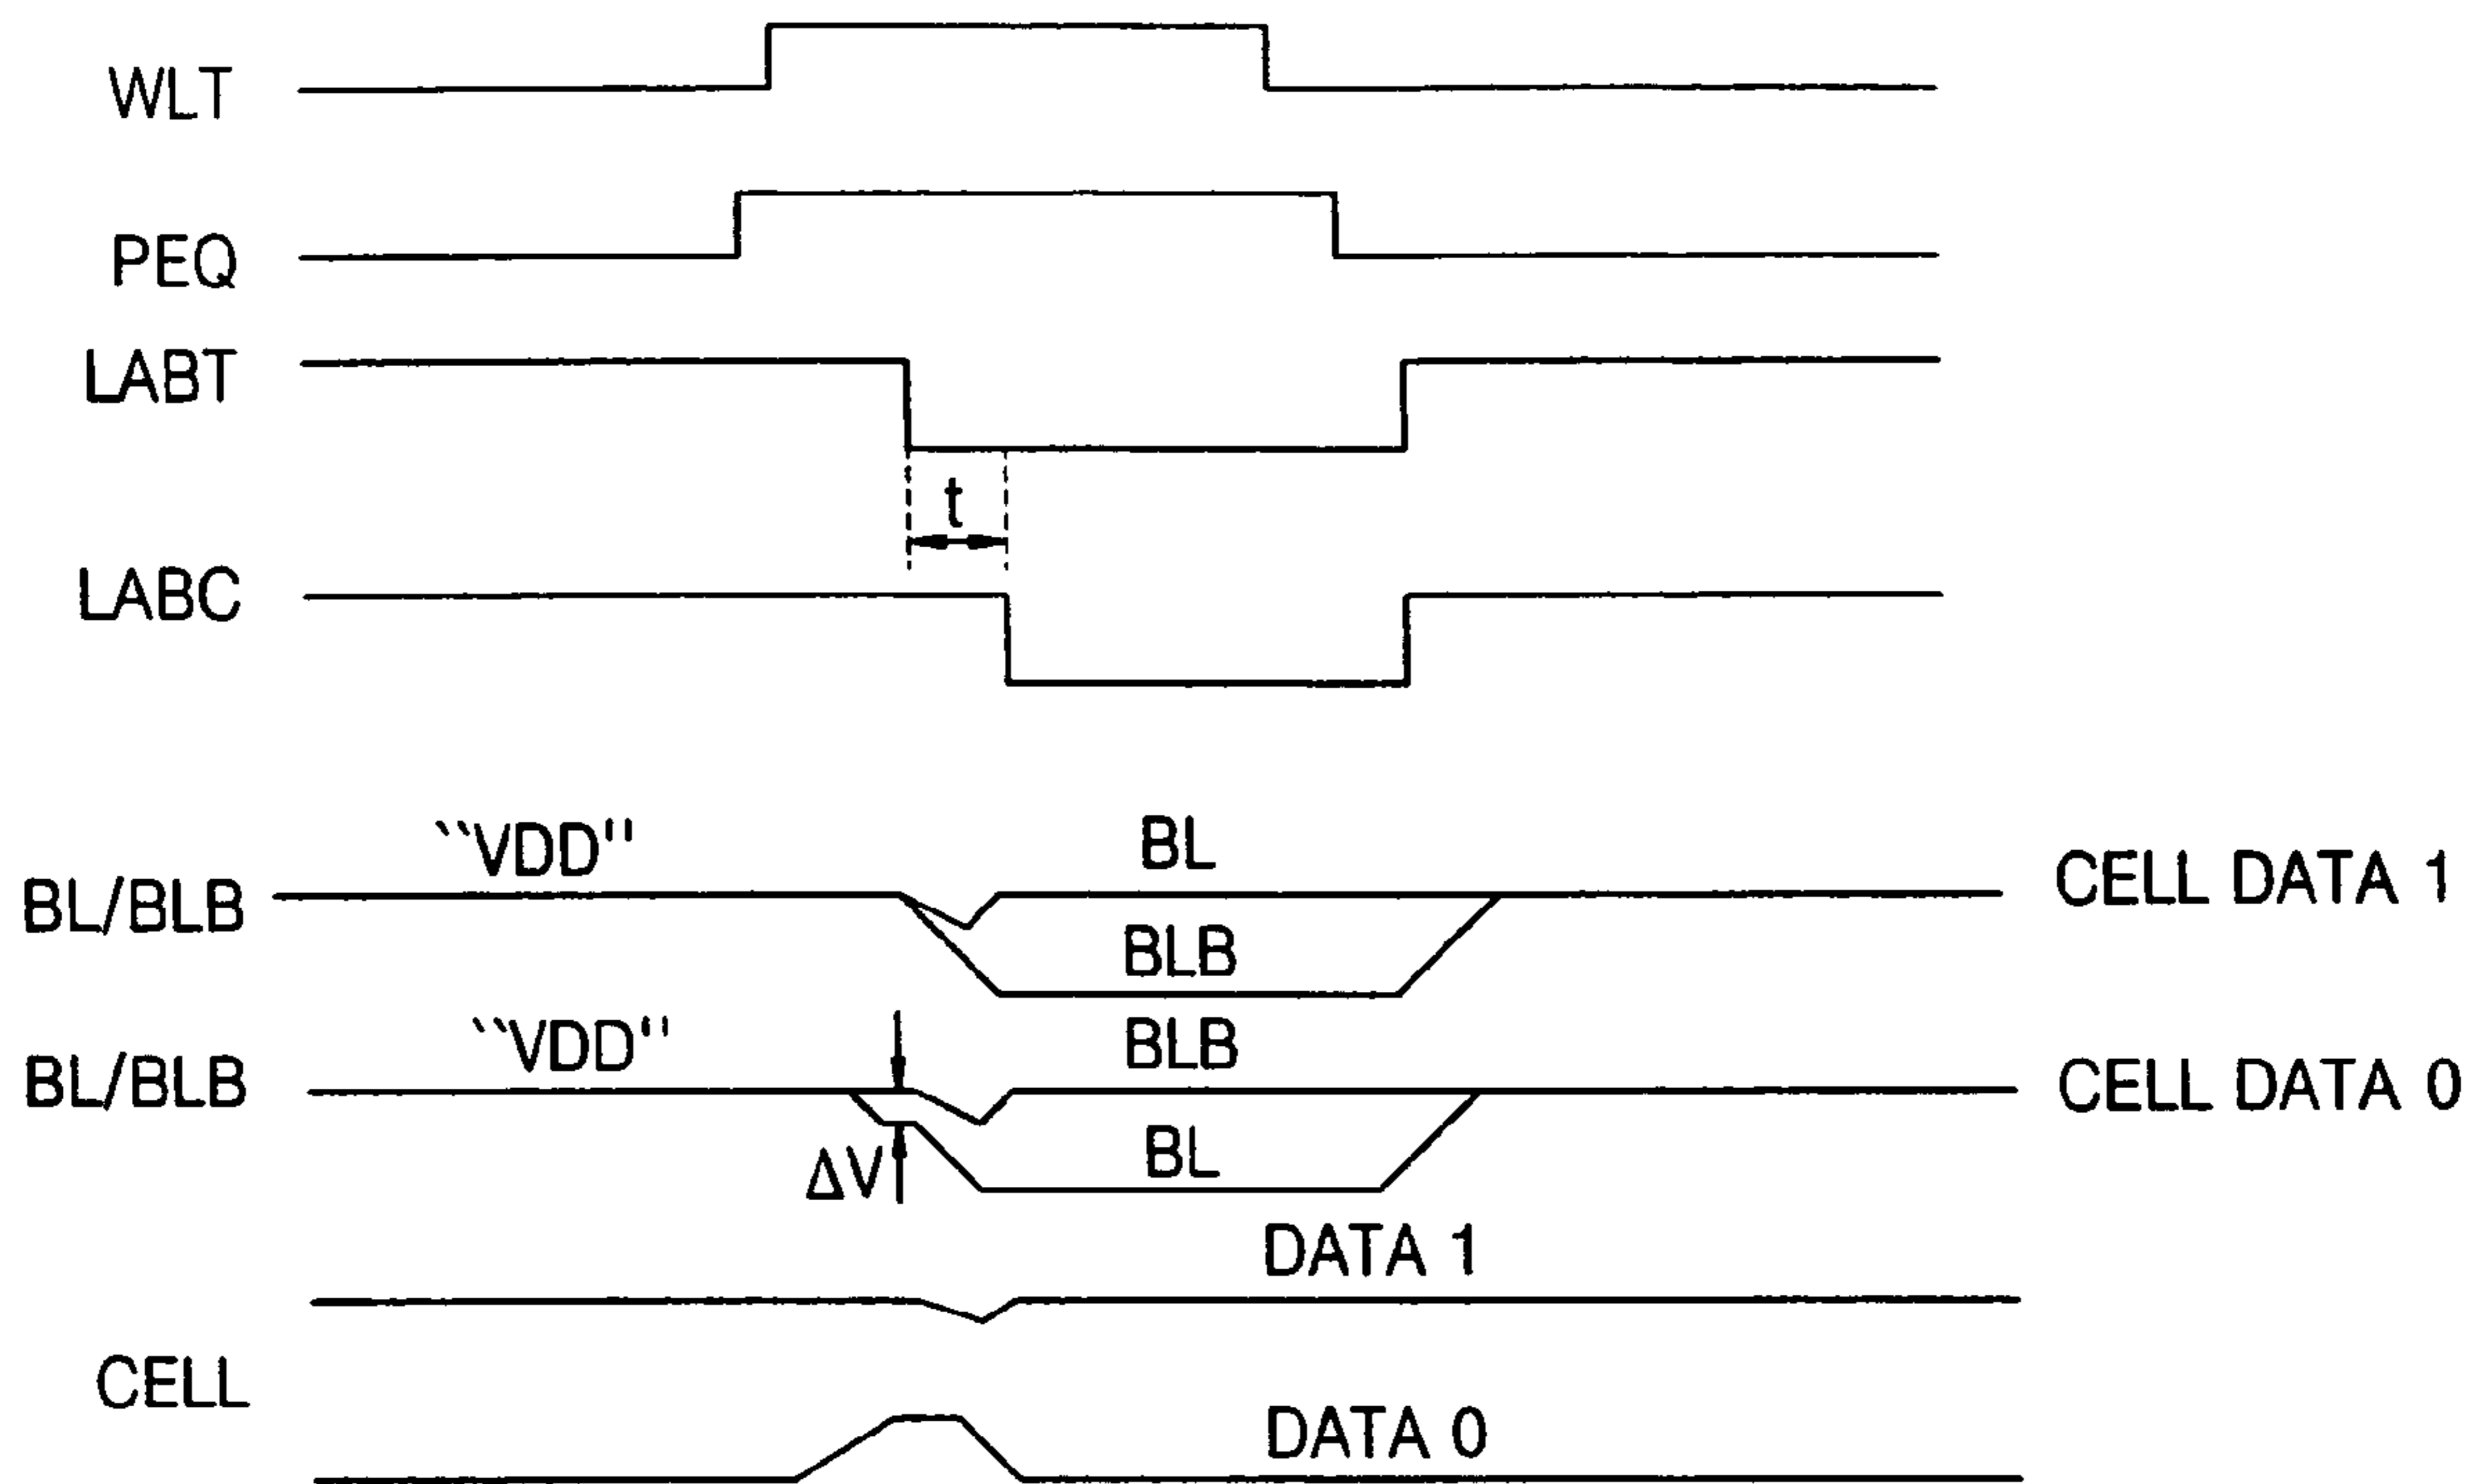 WLT
PEQ
LABT
t
LABC
``VDD"
BL
BL/BLB
CELL DATA 1
BLB
``VDD"
BLB
BL/BLB
CELL DATA 0
ΔV
BL
DATA 1
CELL
DATA 0